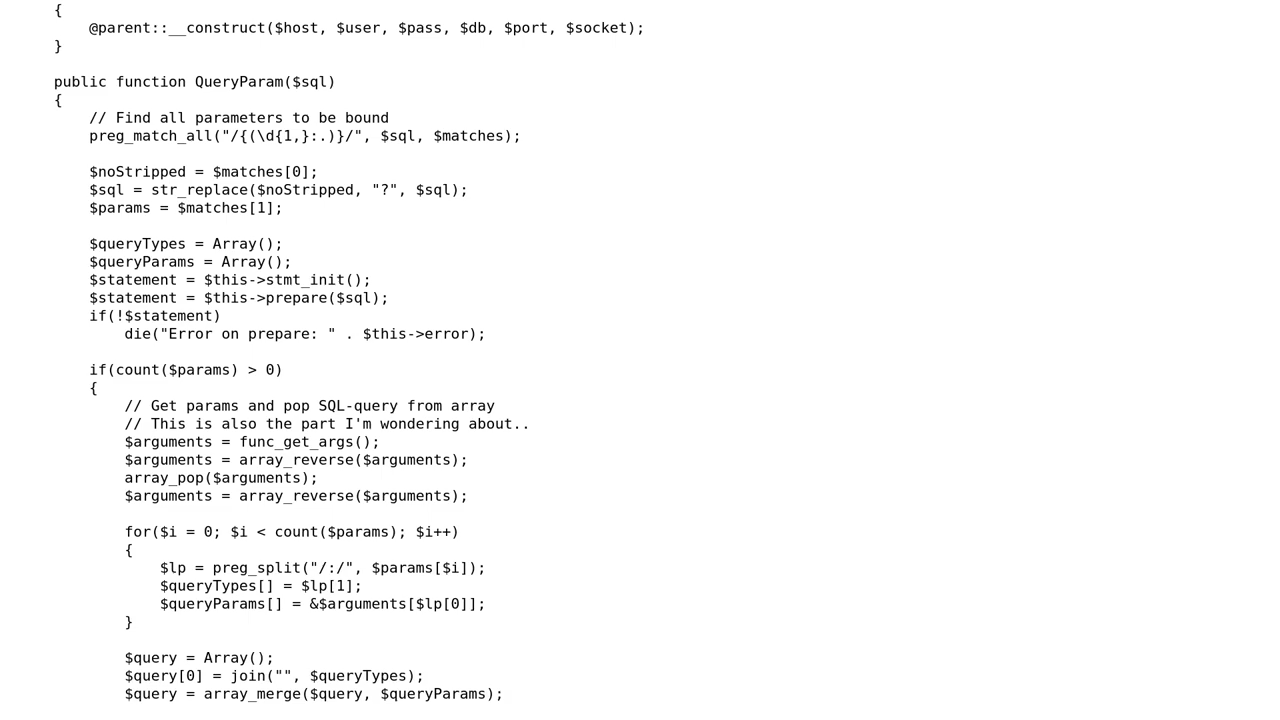 {
@parent::__construct($host, $user, $pass, $db, $port, $socket);
}
public function QueryParam($sql)
{
// Find all parameters to be bound
preg_match_all("/{(\d{1,}:.)}/", $sql, $matches);
$noStripped = $matches[0];
$sql = str_replace($noStripped, "?", $sql);
$params = $matches[1];
$queryTypes = Array();
$queryParams = Array();
$statement = $this->stmt_init();
$statement = $this->prepare($sql);
if(!$statement)
die("Error on prepare: " . $this->error);
if(count($params) > 0)
{
// Get params and pop SQL-query from array
// This is also the part I'm wondering about..
$arguments = func_get_args();
$arguments = array_reverse($arguments);
array_pop($arguments);
$arguments = array_reverse($arguments);
for($i = 0; $i < count($params); $i++)
{
$lp = preg_split("/:/", $params[$i]);
$queryTypes[] = $lp[1];
$queryParams[] = &$arguments[$lp[0]];
}
$query = Array();
$query[0] = join("", $queryTypes);
$query = array_merge($query, $queryParams);